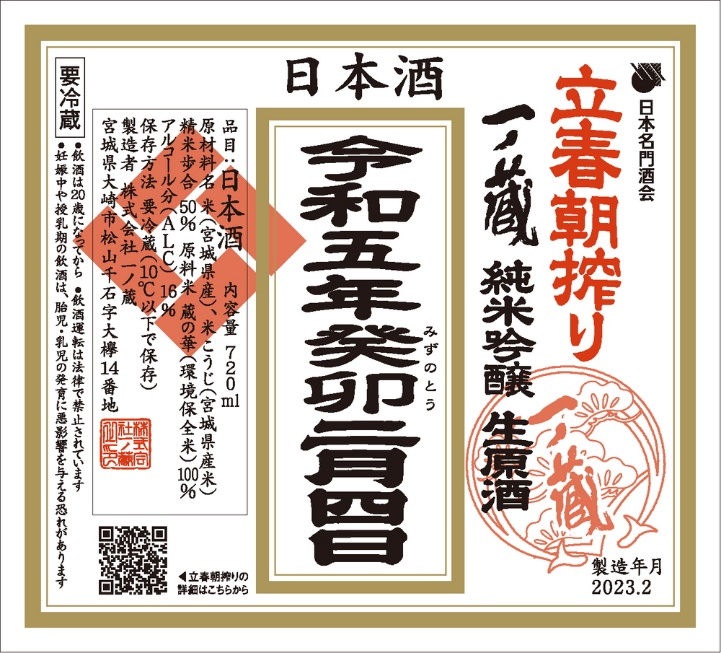 日本酒
日本名門酒会
立春朝搾り
一ノ蔵 純米吟醸 生原酒
一ノ蔵
製造年月
2023.2
令和五年癸卯二月四日
みずのとう
品目：日本酒 内容量 720ml
原材料名 米（宮城県産）、米こうじ（宮城県産米）
精米歩合 50％ 原料米 蔵の華（環境保全米）100％
アルコール分（ALC）16％
保存方法 要冷蔵（10℃以下で保存）
製造者 株式会社一ノ蔵
宮城県大崎市松山千石字大欅14番地
株式会社一ノ蔵
◀立春朝搾りの
詳細はこちらから
要冷蔵
●飲酒は20歳になってから ●飲酒運転は法律で禁止されています
●妊娠中や授乳期の飲酒は、胎児・乳児の発育に悪影響を与える恐れがあります